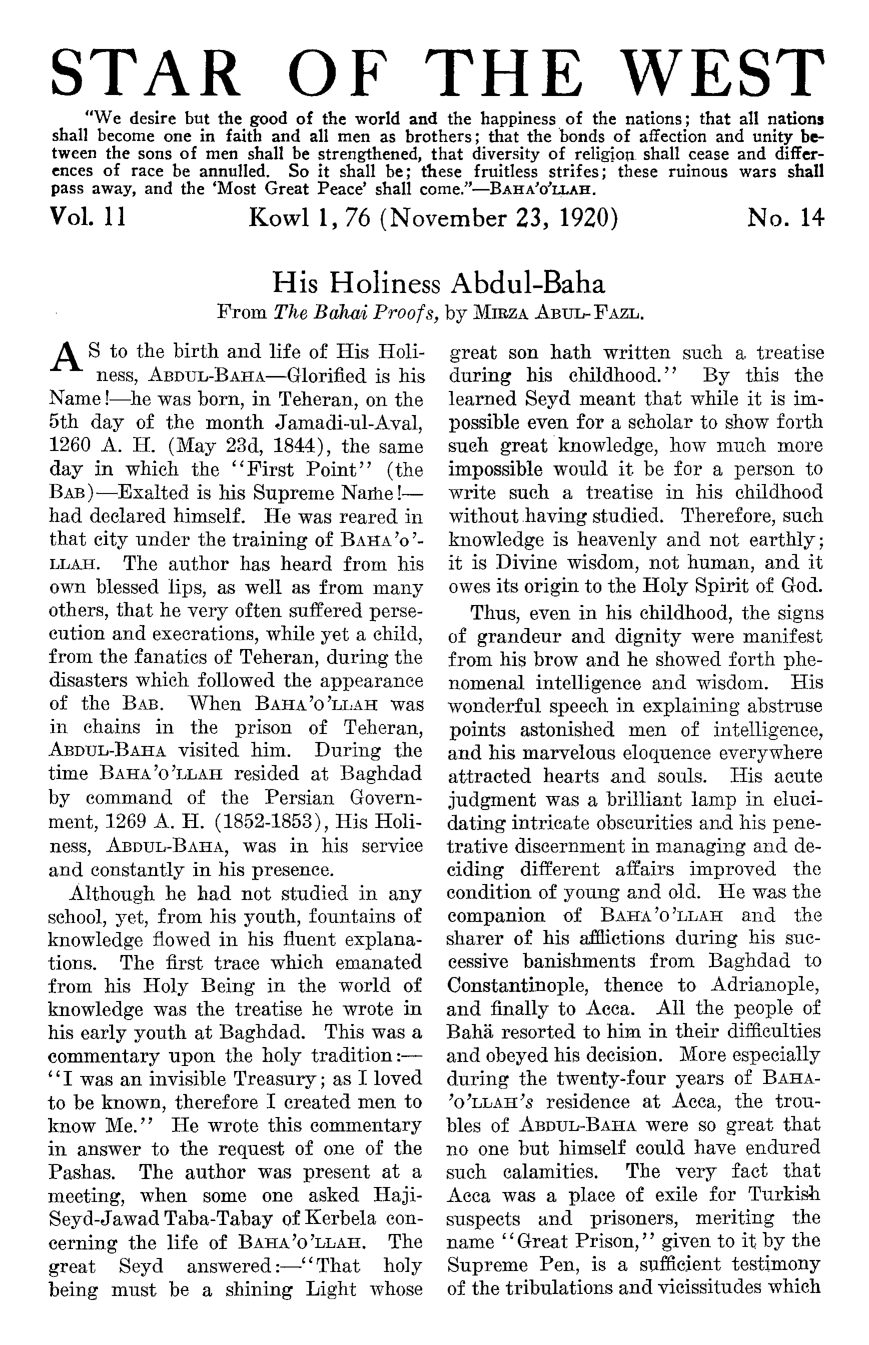 STAR OF THE WEST
"We desire but the good of the world and the happiness of the nations; that all nations
shall become one in faith and all men as brothers; that the bonds of affection and unity be-
tween the sons of men shall be strengthened, that diversity of religion shall cease and differ-
ences of race be annulled. So it shall be; these fruitless strifes; these ruinous wars shall
pass away, and the 'Most Great Peace' shall come."—BAHA'O'LLAH.
Vol. 11 Kowl 1, 76 (November 23, 1920) No. 14
His Holiness Abdul-Baha
From The Bahai Proofs, by MIRZA ABUL-FAZL.
AS to the birth and life of His Holi-
ness, ABDUL-BAHA—Glorified is his
Name!—he was born, in Teheran, on the
5th day of the month Jamadi-ul-Aval,
1260 A. H. (May 23d, 1844), the same
day in which the "First Point" (the
BAB)—Exalted is his Supreme Name!—
had declared himself. He was reared in
that city under the training of BAHA'O'-
LLAH. The author has heard from his
own blessed lips, as well as from many
others, that he very often suffered perse-
cution and execrations, while yet a child,
from the fanatics of Teheran, during the
disasters which followed the appearance
of the BAB. When BAHA'O'LLAH was
in chains in the prison of Teheran,
ABDUL-BAHA visited him. During the
time BAHA'O'LLAH resided at Baghdad
by command of the Persian Govern-
ment, 1269 A. H. (1852-1853), His Holi-
ness, ABDUL-BAHA, was in his service
and constantly in his presence.
Although he had not studied in any
school, yet, from his youth, fountains of
knowledge flowed in his fluent explana-
tions. The first trace which emanated
from his Holy Being in the world of
knowledge was the treatise he wrote in
his early youth at Baghdad. This was a
commentary upon the holy tradition:—
"I was an invisible Treasury; as I loved
to be known, therefore I created men to
know Me." He wrote this commentary
in answer to the request of one of the
Pashas. The author was present at a
meeting, when some one asked Haji-
Seyd-Jawad Taba-Tabay of Kerbela con-
cerning the life of BAHA'O'LLAH. The
great Seyd answered:—"That holy
being must be a shining Light whose
great son hath written such a treatise
during his childhood." By this the
learned Seyd meant that while it is im-
possible even for a scholar to show forth
such great knowledge, how much more
impossible would it be for a person to
write such a treatise in his childhood
without having studied. Therefore, such
knowledge is heavenly and not earthly;
it is Divine wisdom, not human, and it
owes its origin to the Holy Spirit of God.
Thus, even in his childhood, the signs
of grandeur and dignity were manifest
from his brow and he showed forth phe-
nomenal intelligence and wisdom. His
wonderful speech in explaining abstruse
points astonished men of intelligence,
and his marvelous eloquence everywhere
attracted hearts and souls. His acute
judgment was a brilliant lamp in eluci-
dating intricate obscurities and his pene-
trative discernment in managing and de-
ciding different affairs improved the
condition of young and old. He was the
companion of BAHA'O'LLAH and the
sharer of his afflictions during his suc-
cessive banishments from Baghdad to
Constantinople, thence to Adrianople,
and finally to Acca. All the people of
Bahä resorted to him in their difficulties
and obeyed his decision. More especially
during the twenty-four years of BAHA-
'O'LLAH's residence at Acca, the trou-
bles of ABDUL-BAHA were so great that
no one but himself could have endured
such calamities. The very fact that
Acca was a place of exile for Turkish
suspects and prisoners, meriting the
name "Great Prison," given to it by the
Supreme Pen, is a sufficient testimony
of the tribulations and vicissitudes which